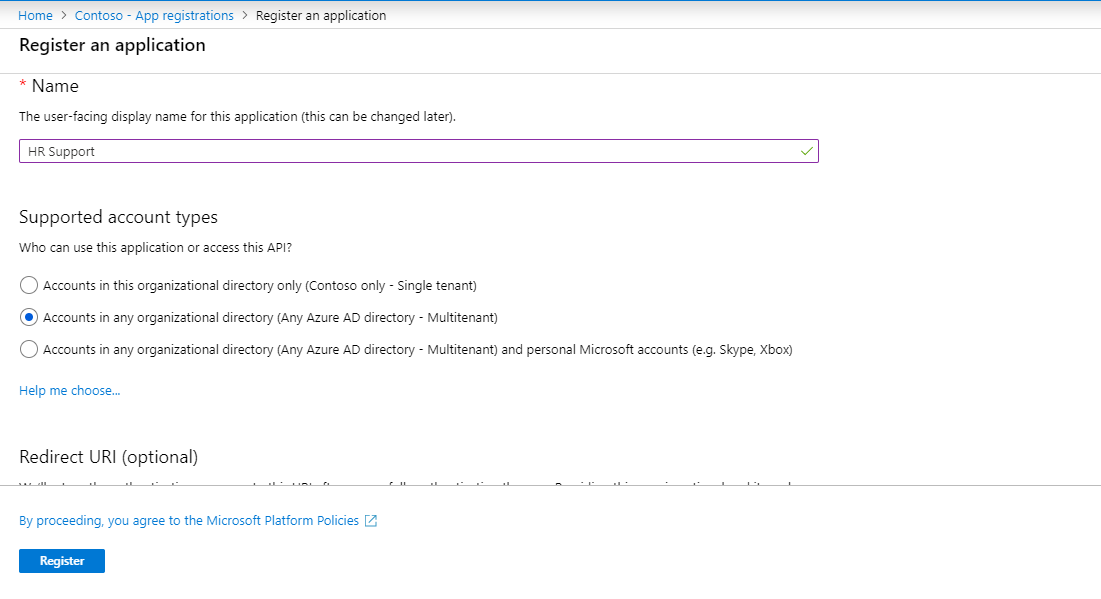 Home > Contoso - App registrations > Register an application
Register an application
* Name
The user-facing display name for this application (this can be changed later).
HR Support
Supported account types
Who can use this application or access this API?
Accounts in this organizational directory only (Contoso only - Single tenant)
Accounts in any organizational directory (Any Azure AD directory - Multitenant)
Accounts in any organizational directory (Any Azure AD directory - Multitenant) and personal Microsoft accounts (e.g. Skype, Xbox)
Help me choose...
Redirect URI (optional)
By proceeding, you agree to the Microsoft Platform Policies
Register